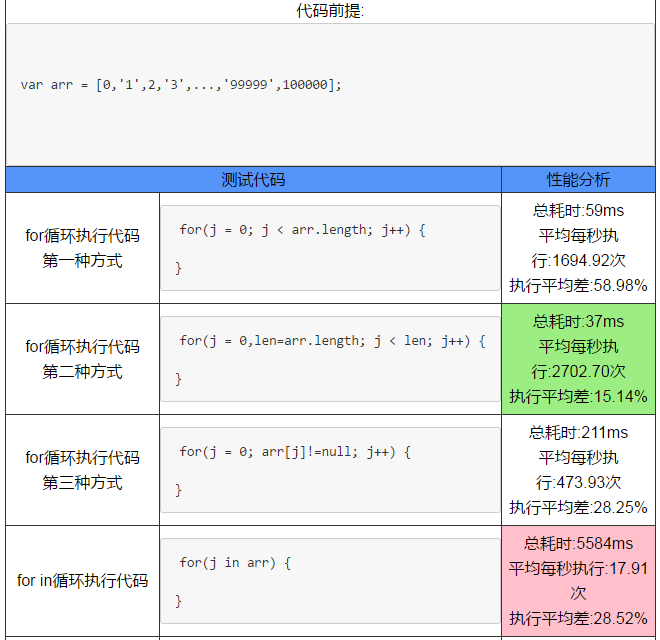 代码前提:
var arr = [0,'1',2,'3',...,'99999',100000];
测试代码
性能分析
for循环执行代码
第一种方式
for(j = 0; j < arr.length; j++) {
}
总耗时:59ms
平均每秒执
行:1694.92次
执行平均差:58.98%
for循环执行代码
第二种方式
for(j = 0,len=arr.length; j < len; j++) {
}
总耗时:37ms
平均每秒执
行:2702.70次
执行平均差:15.14%
for循环执行代码
第三种方式
for(j = 0; arr[j]!=null; j++) {
}
总耗时:211ms
平均每秒执
行:473.93次
执行平均差:28.25%
for in循环执行代码
for(j in arr) {
}
总耗时:5584ms
平均每秒执行:17.91
次
执行平均差:28.52%